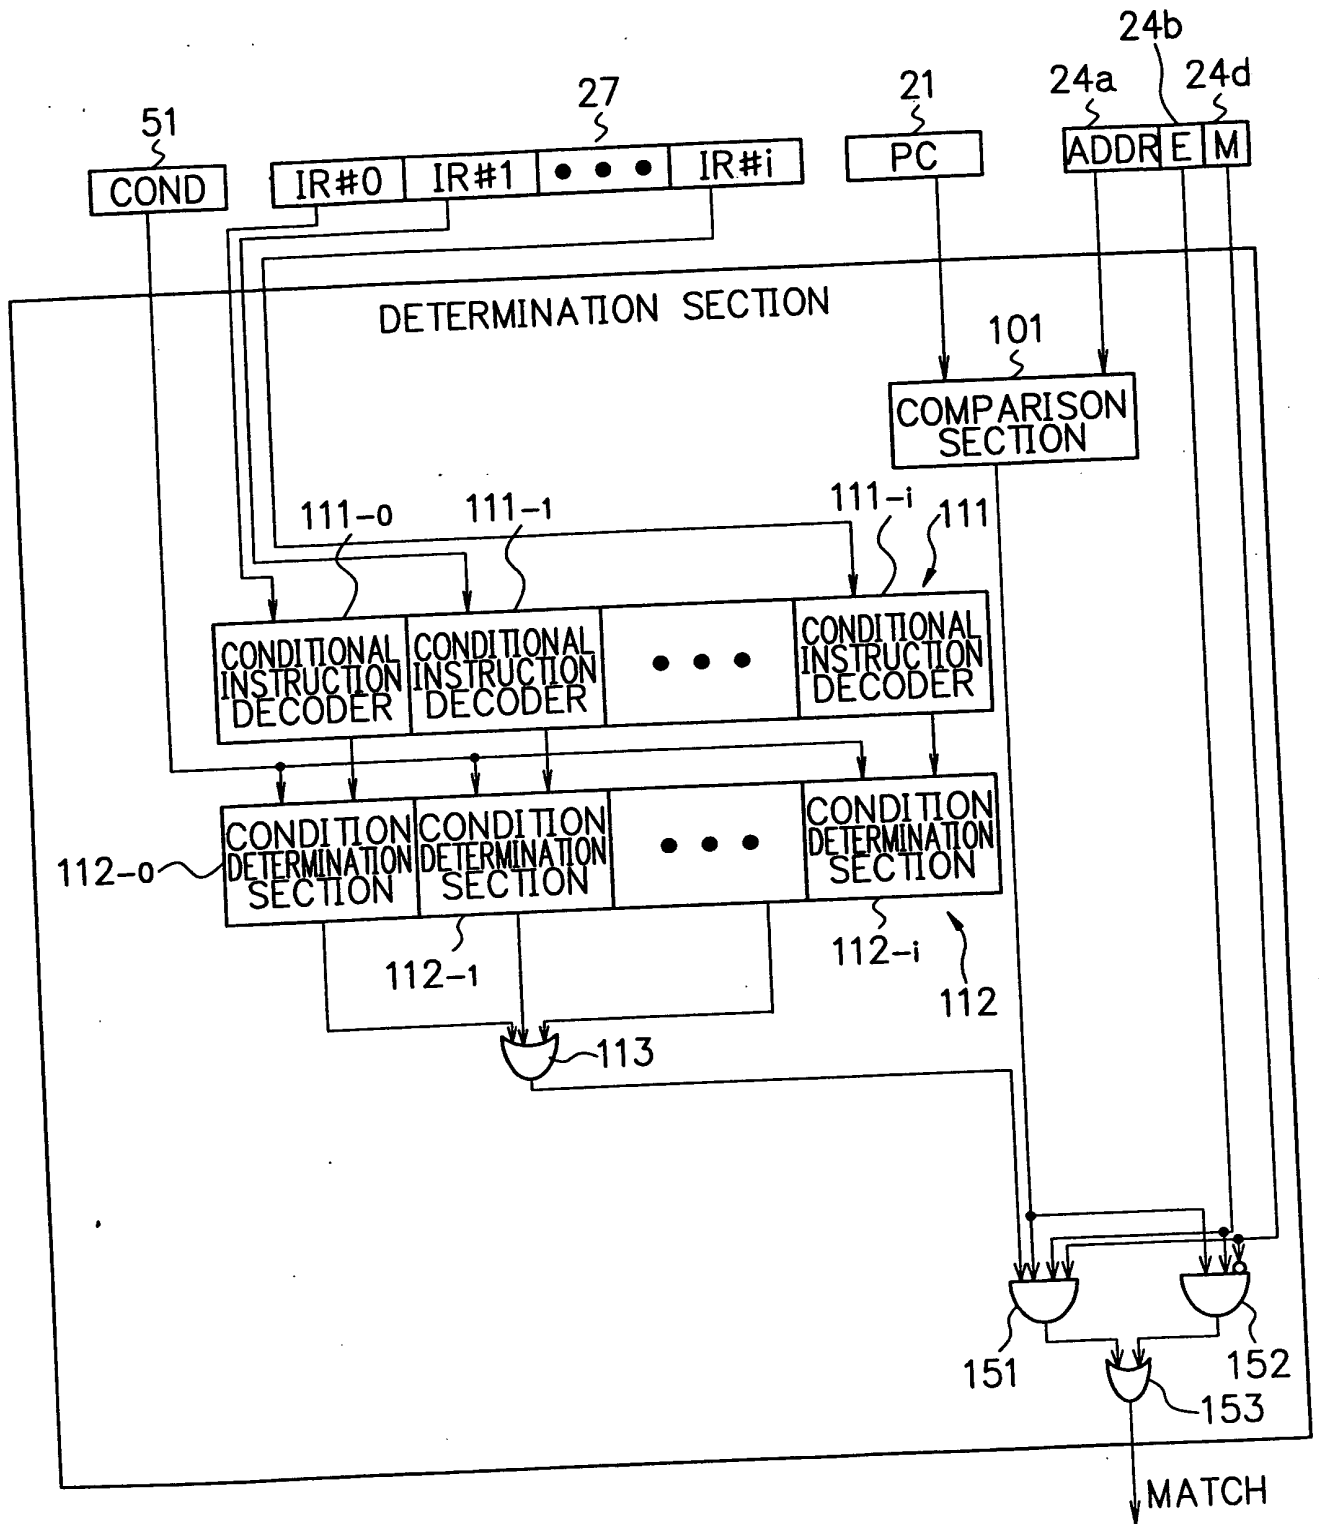 24b
24a
24d
21
27
51
ADDR E M
PC
IR#0 IR#1 ● ● ● IR#i
COND
DETERMINATION SECTION
101
COMPARISON
SECTION
111-0
111-1
111-i
111
CONDITIONAL
INSTRUCTION
DECODER
CONDITIONAL
INSTRUCTION
DECODER
● ● ●
CONDITIONAL
INSTRUCTION
DECODER
CONDITION
DETERMINATION
SECTION
CONDITION
DETERMINATION
SECTION
● ● ●
CONDITION
DETERMINATION
SECTION
112-0
112-1
112-i
112
113
151
152
153
MATCH